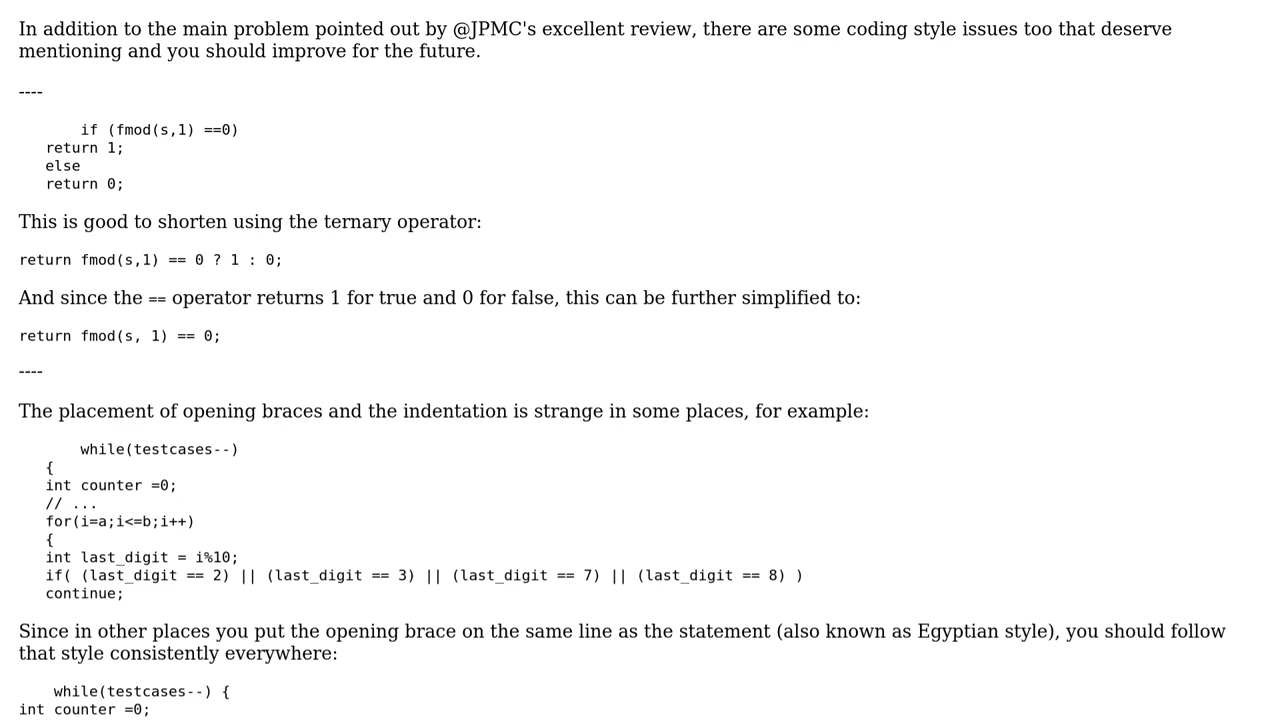 In addition to the main problem pointed out by @JPMC's excellent review, there are some coding style issues too that deserve
mentioning and you should improve for the future.
----
if (fmod(s,1) ==0)
return 1;
else
return 0;
This is good to shorten using the ternary operator:
return fmod(s,1) == 0 ? 1 : 0;
And since the == operator returns 1 for true and 0 for false, this can be further simplified to:
return fmod(s, 1) == 0;
----
The placement of opening braces and the indentation is strange in some places, for example:
while(testcases--)
{
int counter =0;
// ...
for(i=a;i<=b;i++)
{
int last_digit = i%10;
if( (last_digit == 2) || (last_digit == 3) || (last_digit == 7) || (last_digit == 8) )
continue;
Since in other places you put the opening brace on the same line as the statement (also known as Egyptian style), you should follow
that style consistently everywhere:
while(testcases--) {
int counter =0;